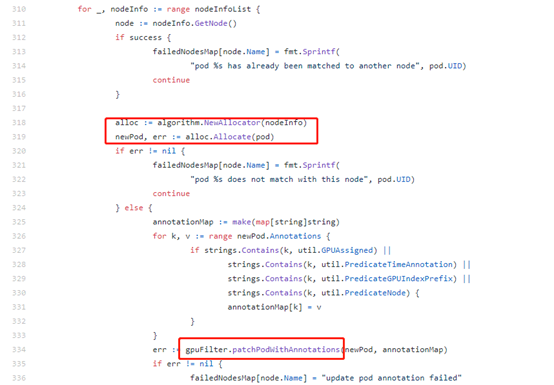 310 for _, nodeInfo := range nodeInfoList {
311 node := nodeInfo.GetNode()
312 if success {
313 failedNodesMap[node.Name] = fmt.Sprintf(
314 "pod %s has already been matched to another node", pod.UID)
315 continue
316 }
317
318 alloc := algorithm.NewAllocator(nodeInfo)
319 newPod, err := alloc.Allocate(pod)
320 if err != nil {
321 failedNodesMap[node.Name] = fmt.Sprintf(
322 "pod %s does not match with this node", pod.UID)
323 continue
324 } else {
325 annotationMap := make(map[string]string)
326 for k, v := range newPod.Annotations {
327 if strings.Contains(k, util.GPUAssigned) ||
328 strings.Contains(k, util.PredicateTimeAnnotation) ||
329 strings.Contains(k, util.PredicateGPUIndexPrefix) ||
330 strings.Contains(k, util.PredicateNode) {
331 annotationMap[k] = v
332 }
333 }
334 err := gpuFilter.patchPodWithAnnotations(newPod, annotationMap)
335 if err != nil {
336 failedNodesMap[node.Name] = "update pod annotation failed"